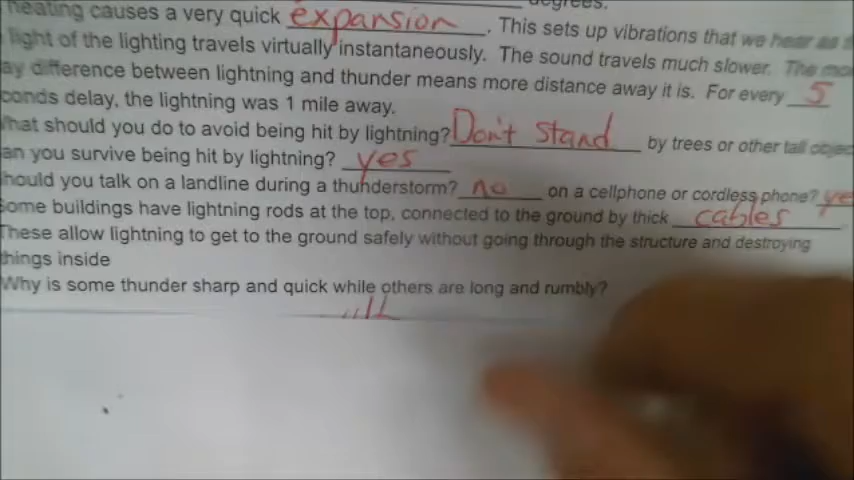 degrees.
heating causes a very quick expansion. This sets up vibrations that we hear as
light of the lighting travels virtually instantaneously. The sound travels much slower. The
difference between lightning and thunder means more distance away it is. For every 5
conds delay, the lightning was 1 mile away.
What should you do to avoid being hit by lightning? Don't stand by trees or other tall objec
an you survive being hit by lightning? yes
hould you talk on a landline during a thunderstorm? no on a cellphone or cordless phone? ye
Some buildings have lightning rods at the top, connected to the ground by thick cables.
These allow lightning to get to the ground safely without going through the structure and destroying
things inside
Why is some thunder sharp and quick while others are long and rumbly?